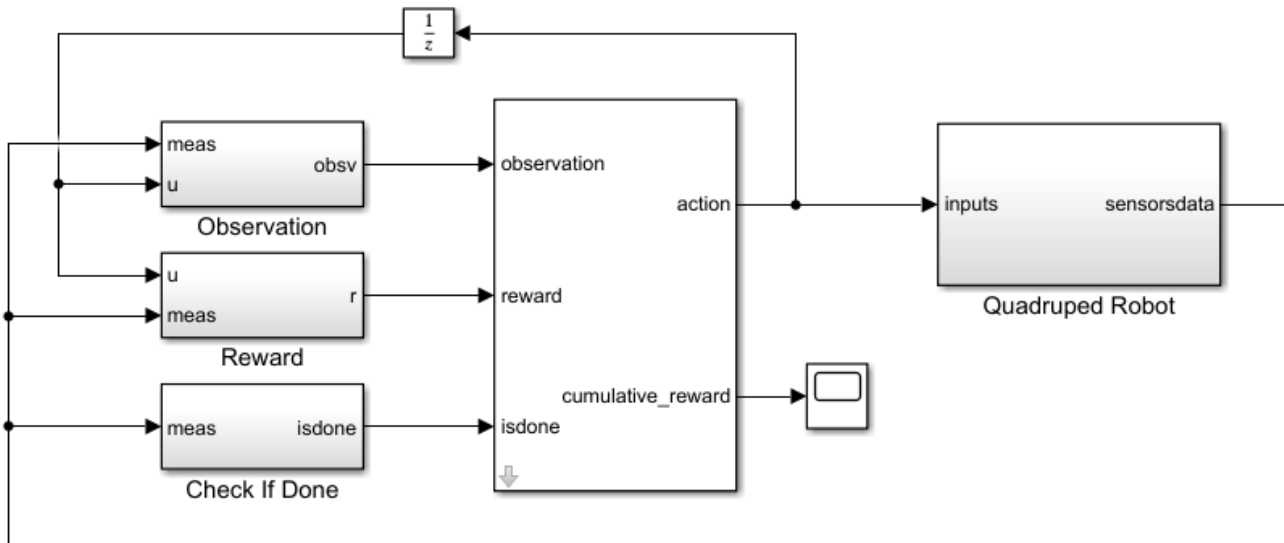 1
z
meas
obsv
u
Observation
u
r
meas
Reward
meas
isdone
Check If Done
observation
action
reward
cumulative_reward
isdone
inputs
sensorsdata
Quadruped Robot